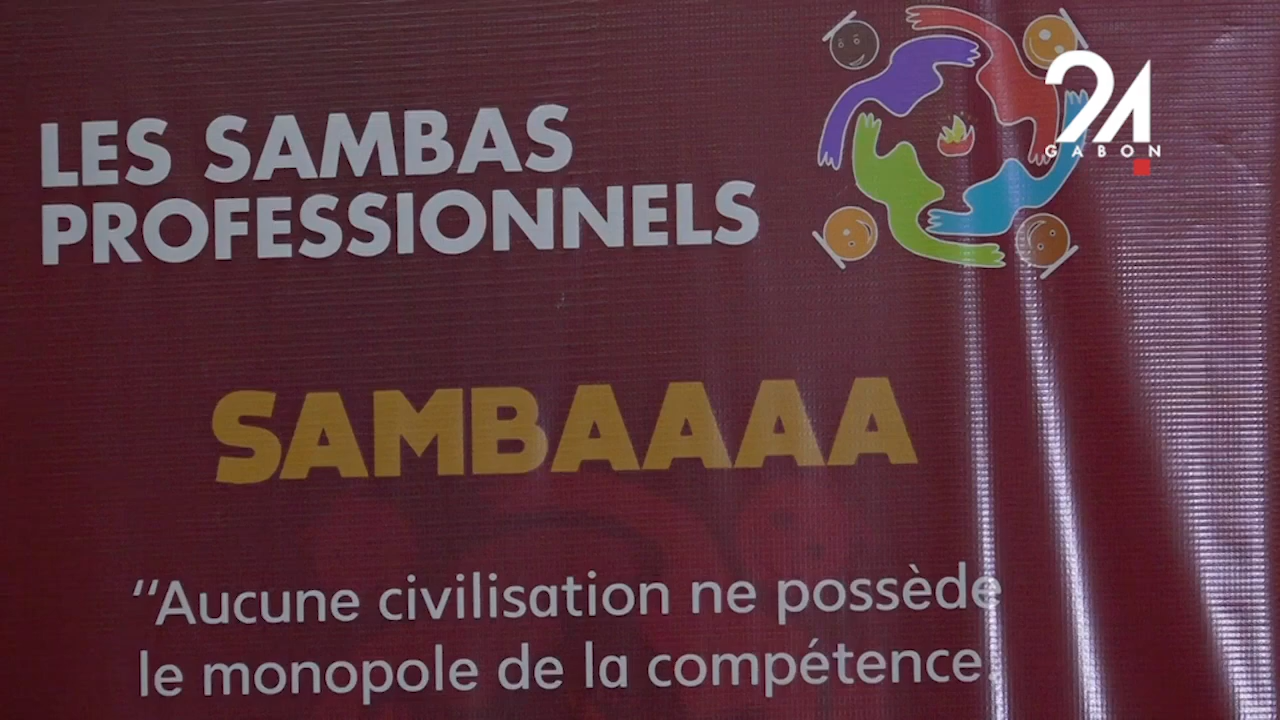 LES SAMBAS
PROFESSIONNELS
24
GABON
SAMBAAAA
“Aucune civilisation ne possède
le monopole de la compétence.